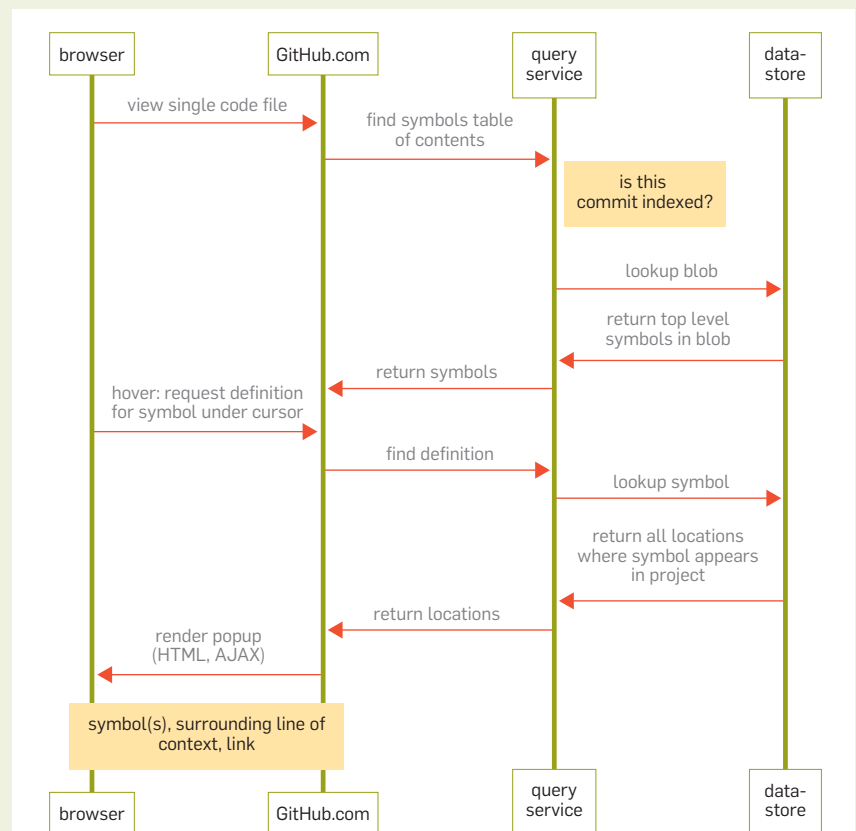 browser
GitHub.com
query
service
data-
store
view single code file
find symbols table
of contents
is this
commit indexed?
lookup blob
return top level
symbols in blob
return symbols
hover: request definition
for symbol under cursor
find definition
lookup symbol
return all locations
where symbol appears
in project
return locations
render popup
(HTML, AJAX)
symbol(s), surrounding line of
context, link
browser
GitHub.com
query
service
data-
store